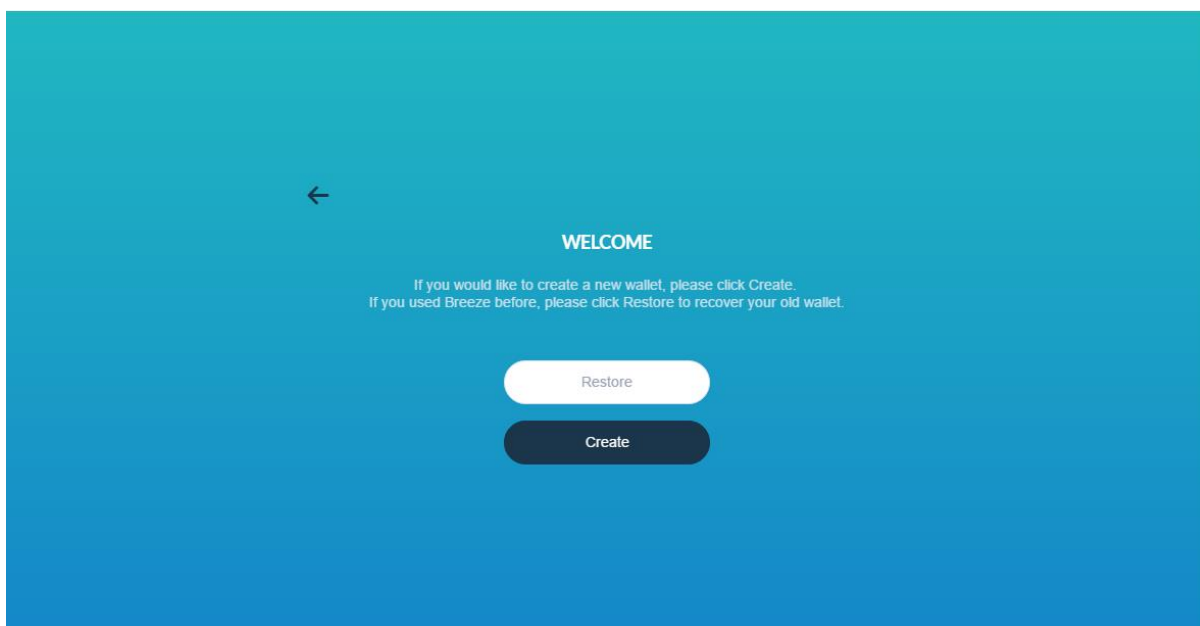 WELCOME
If you would like to create a new wallet, please click Create.
If you used Breeze before, please click Restore to recover your old wallet.
Restore
Create